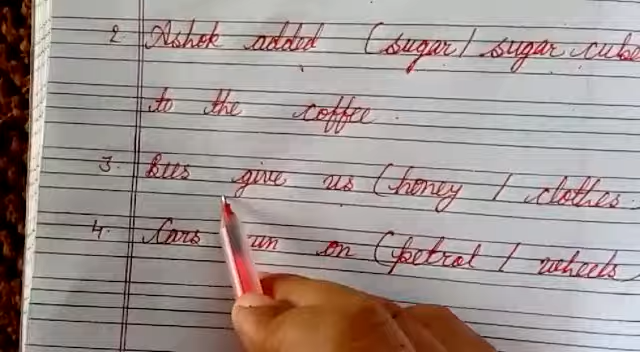 2 Ashok added (sugar / sugar cube
to the coffee.
3. Bees give us (honey / clothes
4. Cars un on (petrol / wheels)